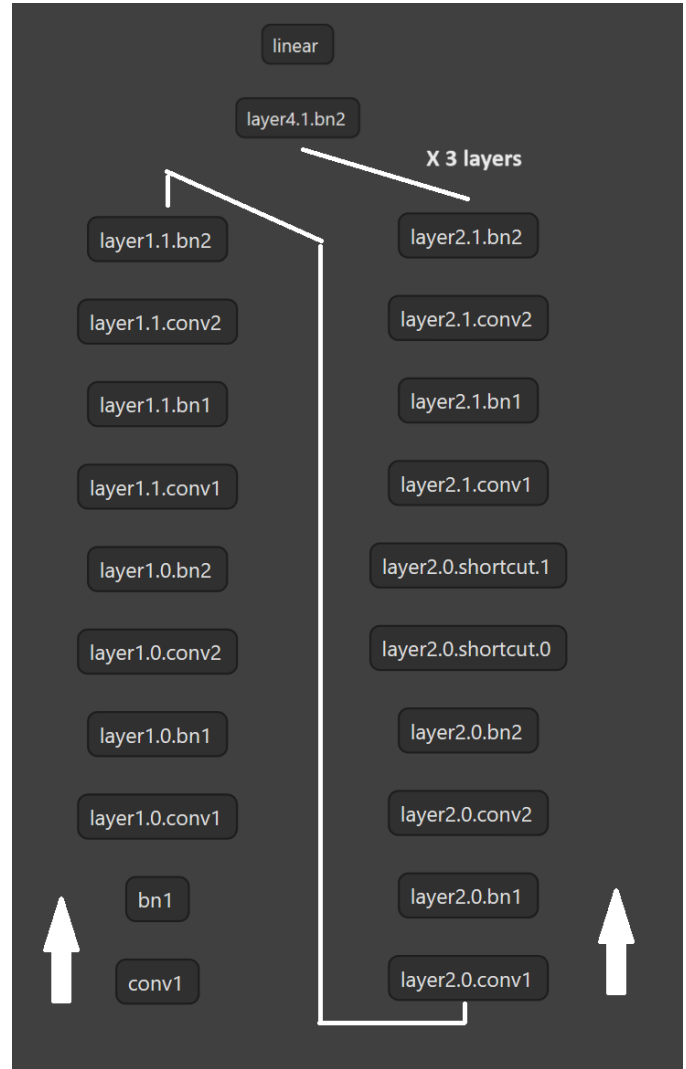 linear
layer4.1.bn2
X 3 layers
layer1.1.bn2
layer1.1.conv2
layer1.1.bn1
layer1.1.conv1
layer1.0.bn2
layer1.0.conv2
layer1.0.bn1
layer1.0.conv1
bn1
conv1
layer2.1.bn2
layer2.1.conv2
layer2.1.bn1
layer2.1.conv1
layer2.0.shortcut.1
layer2.0.shortcut.0
layer2.0.bn2
layer2.0.conv2
layer2.0.bn1
layer2.0.conv1